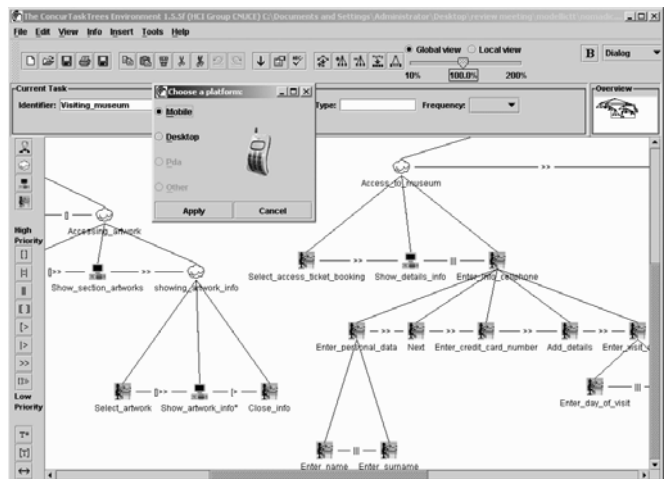 The ConcurTaskTrees Environment 1.5.5f (HCI Group CNUCE) C:\Documents and Settings\Administrator\Desktop\review meeting
File Edit View Info Insert Tools Help
Global view Local view
10% 100.0% 200%
B Dialog
Current Task
Overview
Identifier: Visiting_museum
Type: Frequency:
Choose a platform:
Mobile
Desktop
Pda
Other
Apply Cancel
High
Priority
[]
|=|
|||
|[]|
[>
|>
>>
[]>>
Low
Priority
T*
[T]
↔
>>
Access_to_museum
[]
Accessing_artwork
[]>> >>
Show_section_artworks showing_artwork_info
>> |||
Select_access_ticket_booking Show_details_info Enter_info_cellphone
>> >> >> >>
Enter_personal_data Next Enter_credit_card_number Add_details Enter_visit
[]>> [>
Select_artwork Show_artwork_info* Close_info
|||
Enter_day_of_visit
|||
Enter_name Enter_surname